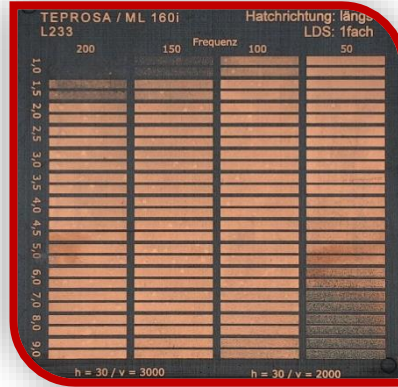 TEPROSA / ML 160i Hatchrichtung: längs
L233 LDS: 1fach
Frequenz
200 150 100 50
1,0
1,5
2,0
2,5
3,0
3,5
4,0
4,5
5,0
6,0
7,0
8,0
9,0
h = 30 / v = 3000 h = 30 / v = 2000